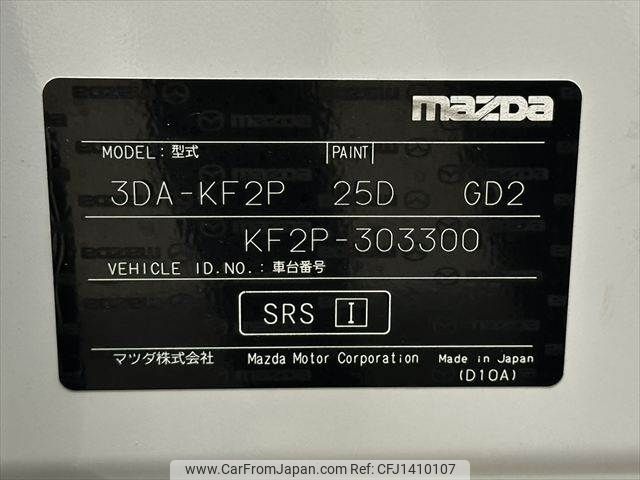 mazda
MODEL: 型式 PAINT
3DA-KF2P 25D GD2
KF2P-303300
VEHICLE ID.NO.: 車台番号
SRS I
マツダ株式会社 Mazda Motor Corporation Made in Japan
(D10A)
www.CarFromJapan.com CFJ1410107